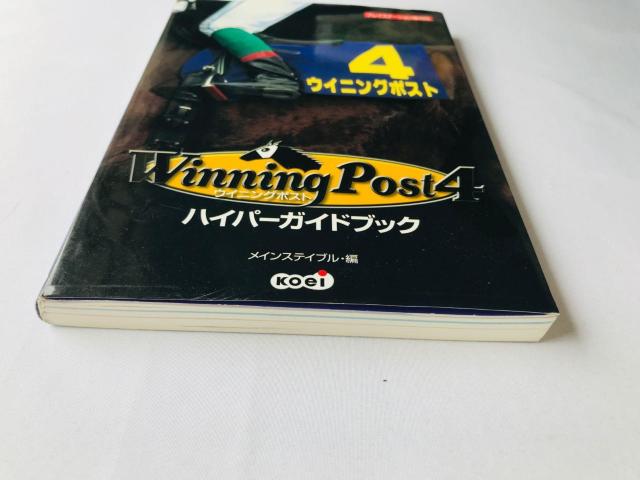 4
ウイニングポスト
Winning Post 4
ウイニングポスト
ハイパーガイドブック
メインステイブル・編
KOEI